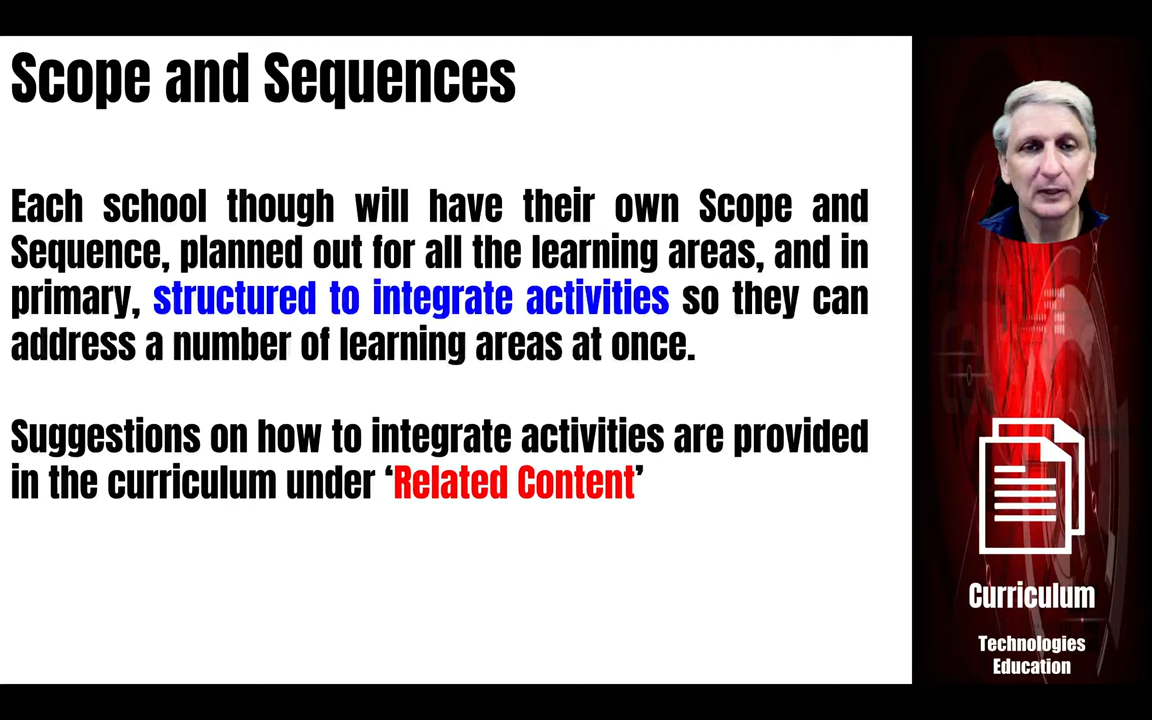 Scope and Sequences
Each school though will have their own Scope and
Sequence, planned out for all the learning areas, and in
primary, structured to integrate activities so they can
address a number of learning areas at once.
Suggestions on how to integrate activities are provided
in the curriculum under ‘Related Content’
Curriculum
Technologies
Education